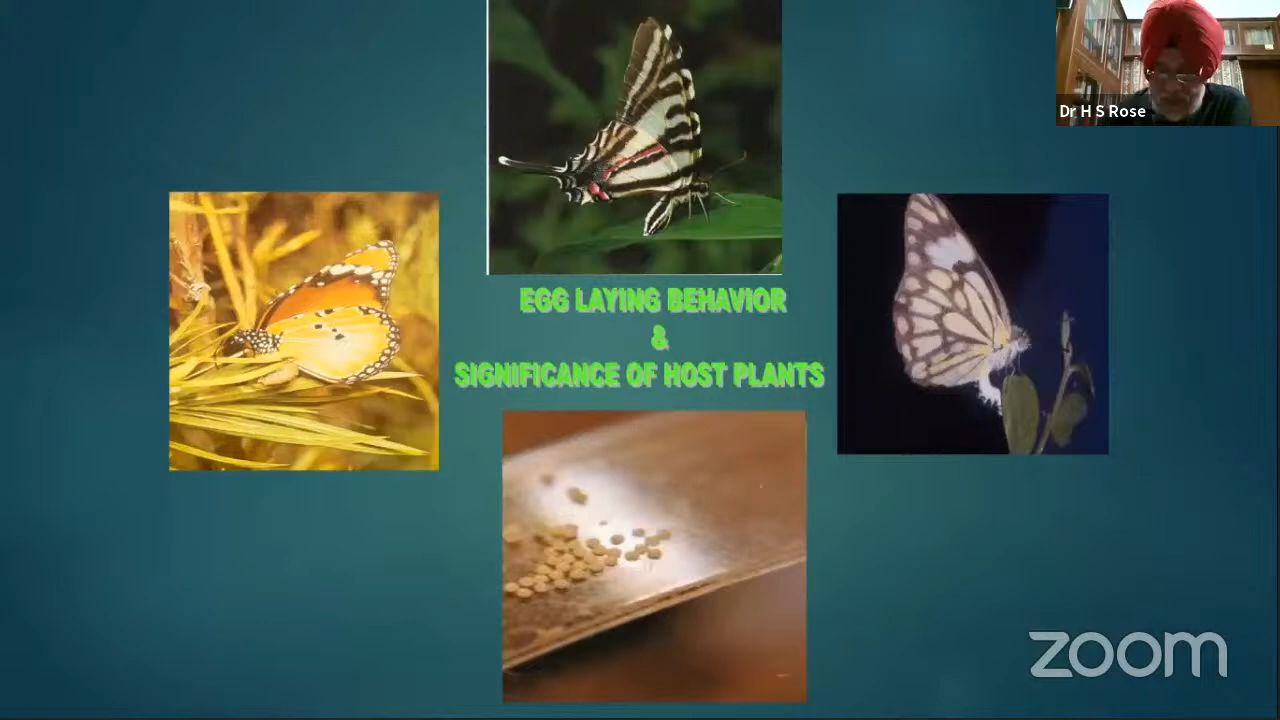 Dr H S Rose
EGG LAYING BEHAVIOR
&
SIGNIFICANCE OF HOST PLANTS
zoom